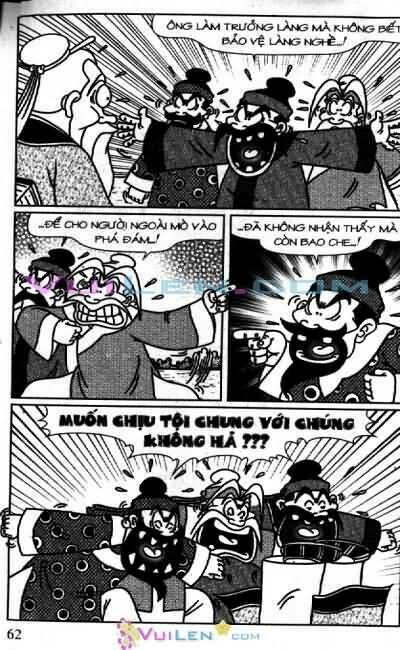 ÔNG LÀM TRƯỞNG LÀNG MÀ KHÔNG BIẾT
BẢO VỆ LÀNG NGHỀ...!
...ĐỂ CHO NGƯỜI NGOÀI MÒ VÀO
PHÁ ĐÁM...!
...ĐÃ KHÔNG NHẬN THẤY MÀ
CÒN BAO CHE...!
VUILEN.COM
MUỐN CHỊU TỘI CHUNG VỚI CHÚNG
KHÔNG HẢ ???
62
VUILEN.COM